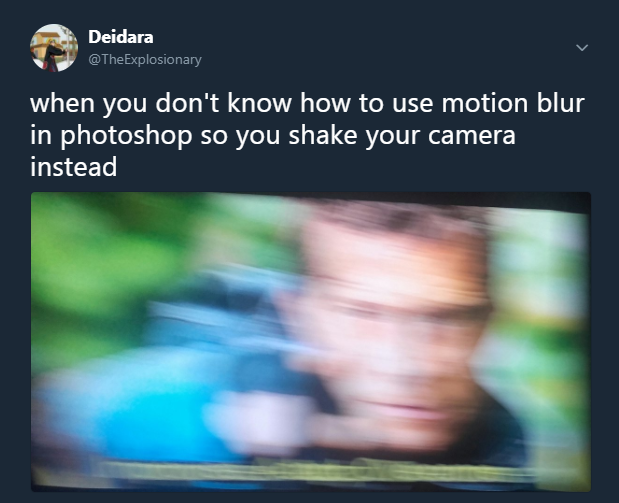 Deidara
@TheExplosionary
when you don't know how to use motion blur
in photoshop so you shake your camera
instead